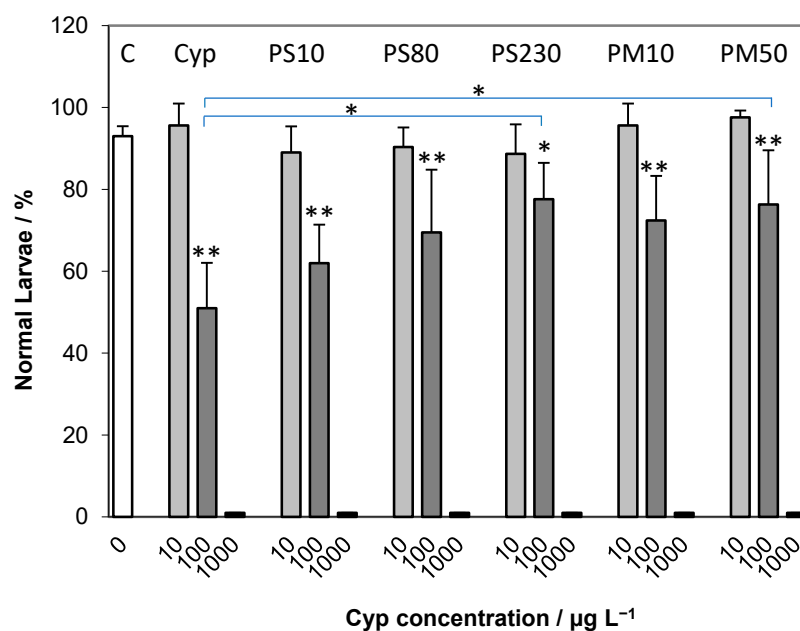 120
C Cyp PS10 PS80 PS230 PM10 PM50
*
100
*
** ** ** * ** **
80
60
40
20
0
Normal Larvae / %
0 10 100 1000 10 100 1000 10 100 1000 10 100 1000 10 100 1000 10 100 1000
Cyp concentration / µg L⁻¹